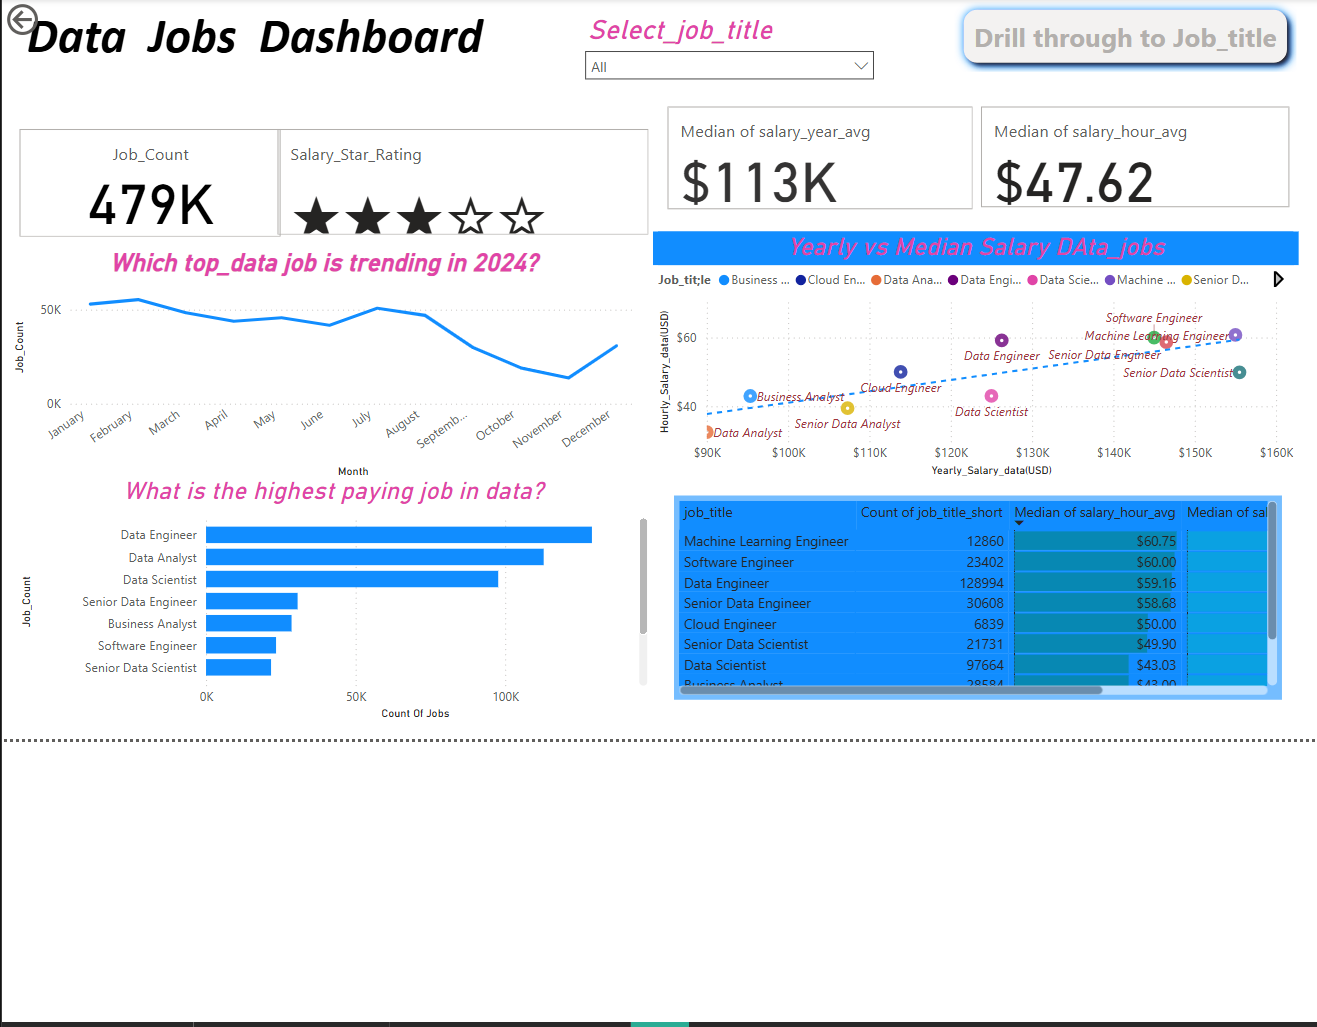 Data Jobs Dashboard
Select_job_title
All
Drill through to Job_title
Job_Count
479K
Salary_Star_Rating
Median of salary_year_avg
$113K
Median of salary_hour_avg
$47.62
Which top_data job is trending in 2024?
Job_Count
50K
0K
January
February
March
April
May
June
July
August
Septemb...
October
November
December
Month
Yearly vs Median Salary DAta_jobs
Job_tit;le
Business ...
Cloud En...
Data Ana...
Data Engi...
Data Scie...
Machine ...
Senior D...
Hourly_Salary_data(USD)
$60
$40
Software Engineer
Machine Learning Engineer
Data Engineer
Senior Data Engineer
Senior Data Scientist
Cloud Engineer
Business Analyst
Data Scientist
Senior Data Analyst
Data Analyst
$90K
$100K
$110K
$120K
$130K
$140K
$150K
$160K
Yearly_Salary_data(USD)
What is the highest paying job in data?
Job_Count
Data Engineer
Data Analyst
Data Scientist
Senior Data Engineer
Business Analyst
Software Engineer
Senior Data Scientist
0K
50K
100K
Count Of Jobs
job_title Count of job_title_short Median of salary_hour_avg Median of sal
Machine Learning Engineer 12860 $60.75
Software Engineer 23402 $60.00
Data Engineer 128994 $59.16
Senior Data Engineer 30608 $58.68
Cloud Engineer 6839 $50.00
Senior Data Scientist 21731 $49.90
Data Scientist 97664 $43.03
Business Analyst 28584 $43.00